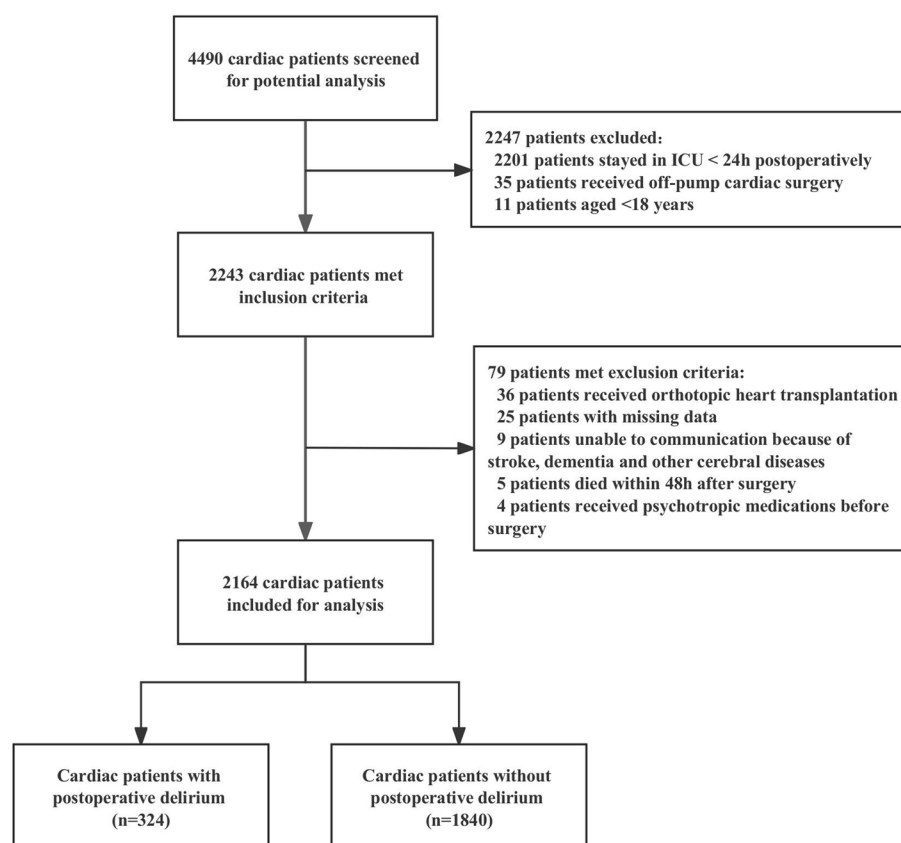 4490 cardiac patients screened
for potential analysis
2247 patients excluded：
2201 patients stayed in ICU < 24h postoperatively
35 patients received off-pump cardiac surgery
11 patients aged <18 years
2243 cardiac patients met
inclusion criteria
79 patients met exclusion criteria:
36 patients received orthotopic heart transplantation
25 patients with missing data
9 patients unable to communication because of
stroke, dementia and other cerebral diseases
5 patients died within 48h after surgery
4 patients received psychotropic medications before
surgery
2164 cardiac patients
included for analysis
Cardiac patients with
postoperative delirium
(n=324)
Cardiac patients without
postoperative delirium
(n=1840)